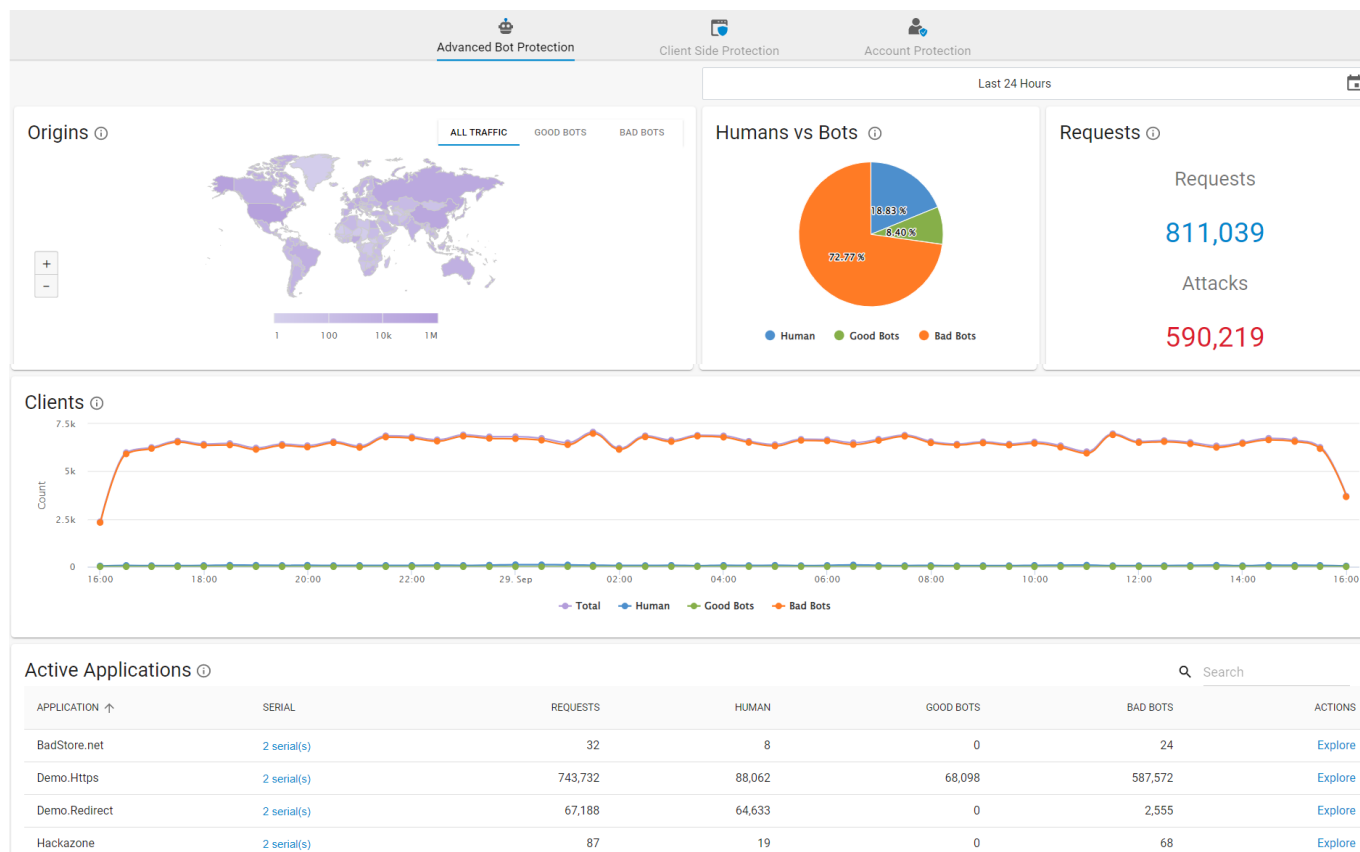 Advanced Bot Protection
Client Side Protection
Account Protection
Last 24 Hours
Origins
ALL TRAFFIC GOOD BOTS BAD BOTS
+
−
1 100 10k 1M
Humans vs Bots
18.83 %
8.40 %
72.77 %
Human Good Bots Bad Bots
Requests
Requests
811,039
Attacks
590,219
Clients
7.5k
5k
2.5k
0
Count
16:00 18:00 20:00 22:00 29. Sep 02:00 04:00 06:00 08:00 10:00 12:00 14:00 16:00
Total Human Good Bots Bad Bots
Active Applications
Search
APPLICATION SERIAL REQUESTS HUMAN GOOD BOTS BAD BOTS ACTIONS
BadStore.net 2 serial(s) 32 8 0 24 Explore
Demo.Https 2 serial(s) 743,732 88,062 68,098 587,572 Explore
Demo.Redirect 2 serial(s) 67,188 64,633 0 2,555 Explore
Hackazone 2 serial(s) 87 19 0 68 Explore